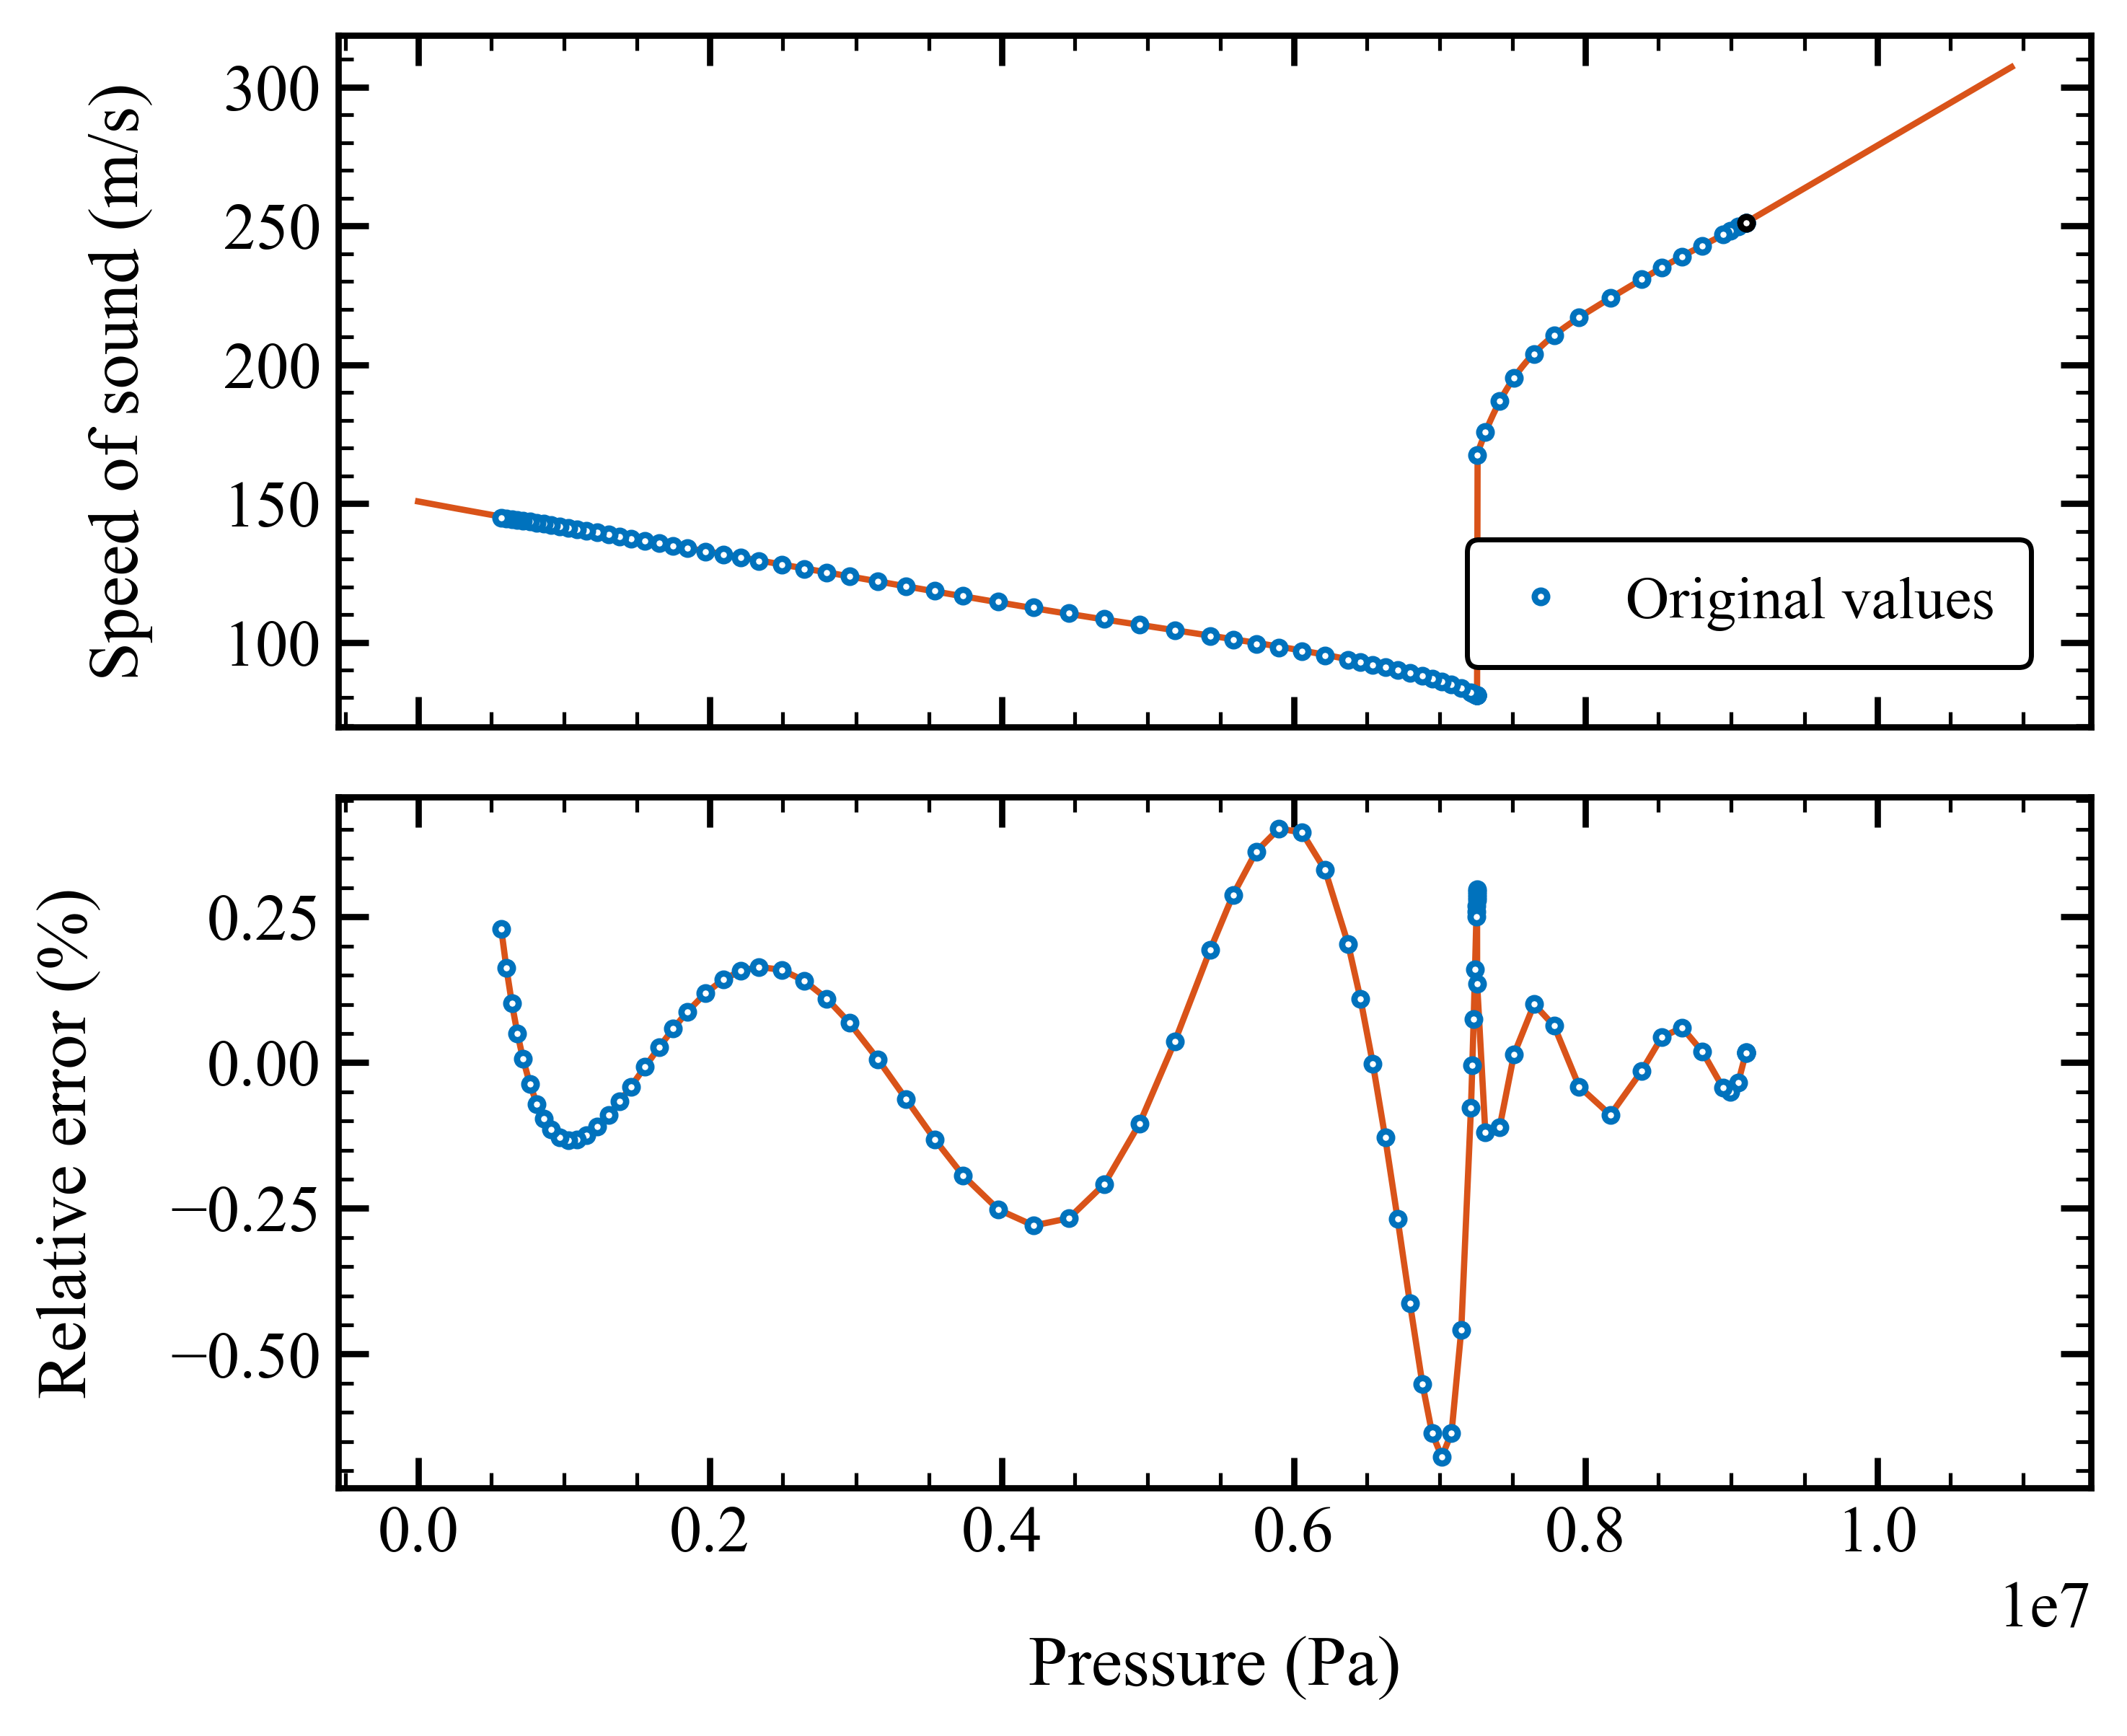 Speed of sound (m/s)
300
250
200
150
100
Original values
Relative error (%)
0.25
0.00
−0.25
−0.50
0.0 0.2 0.4 0.6 0.8 1.0
1e7
Pressure (Pa)